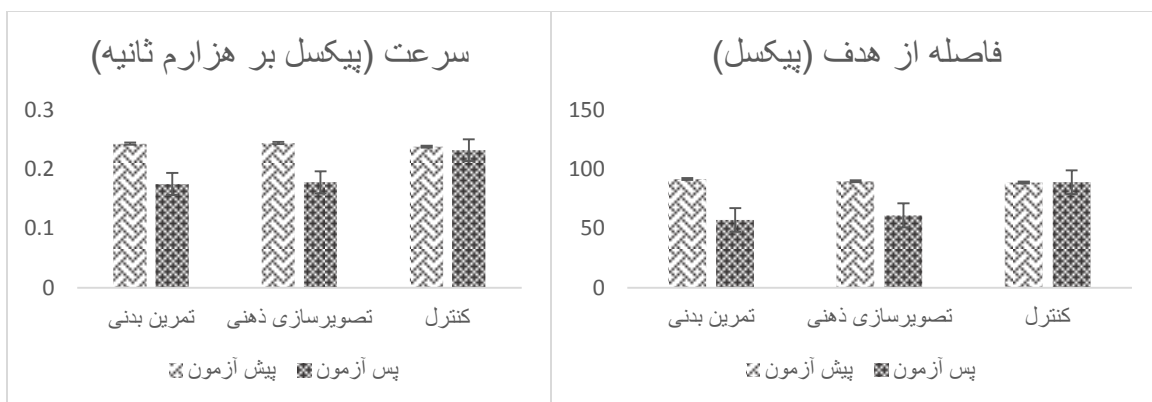 سرعت (پیکسل بر هزارم ثانیه)
0.3
0.2
0.1
0
تمرین بدنی
تصویرسازی ذهنی
کنترل
پیش آزمون
پس آزمون
فاصله از هدف (پیکسل)
150
100
50
0
تمرین بدنی
تصویرسازی ذهنی
کنترل
پیش آزمون
پس آزمون